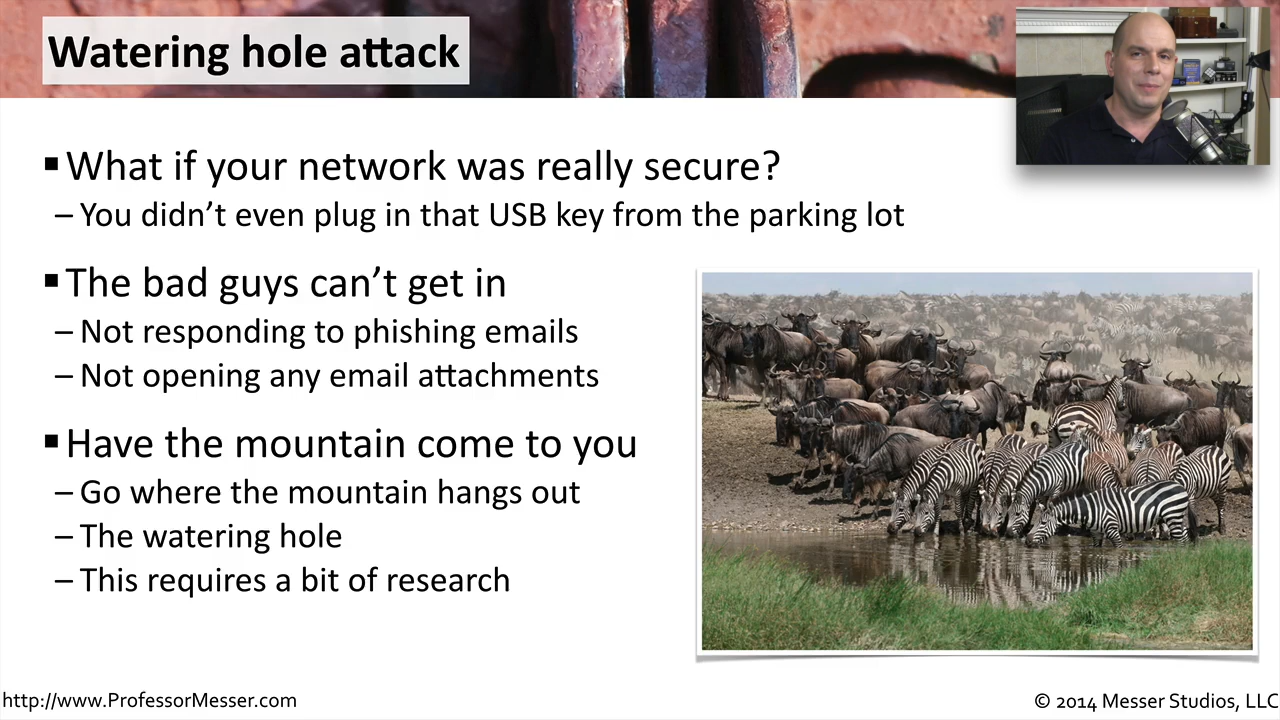 Watering hole attack
▪ What if your network was really secure?
– You didn’t even plug in that USB key from the parking lot
▪ The bad guys can’t get in
– Not responding to phishing emails
– Not opening any email attachments
▪ Have the mountain come to you
– Go where the mountain hangs out
– The watering hole
– This requires a bit of research
http://www.ProfessorMesser.com
© 2014 Messer Studios, LLC